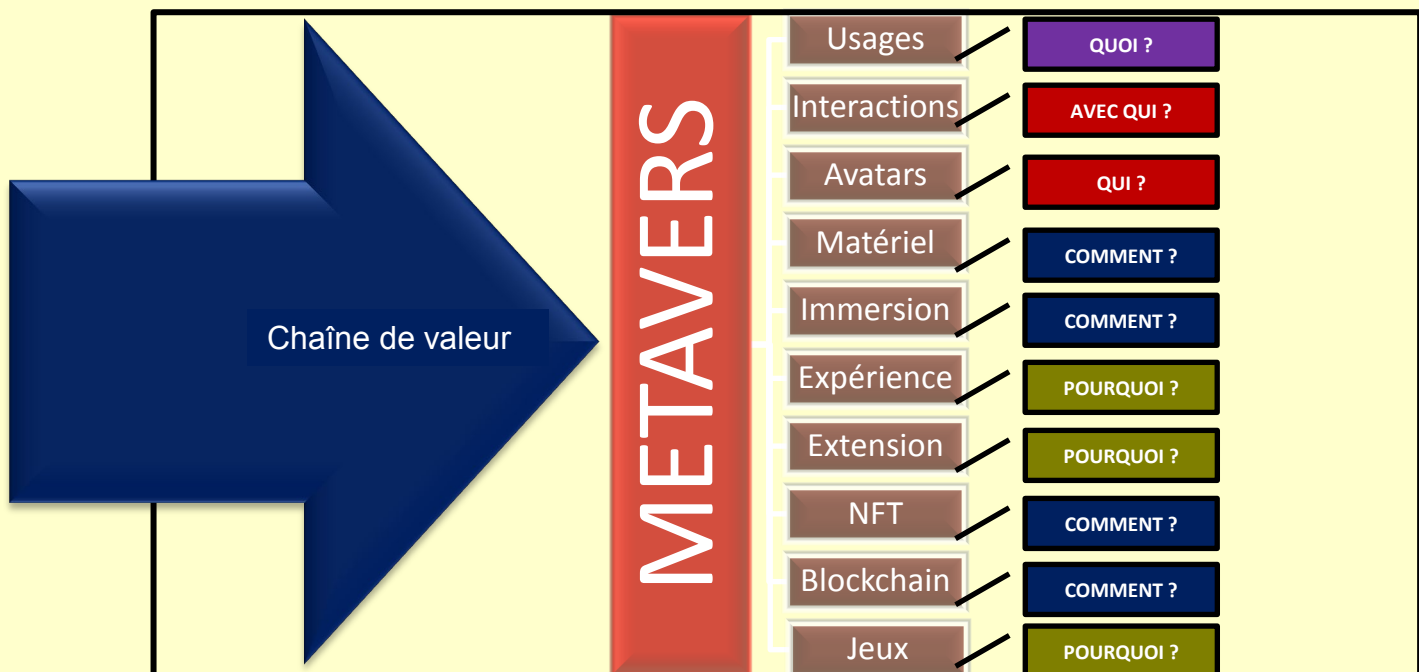 Chaîne de valeur
METAVERS
Usages
QUOI ?
Interactions
AVEC QUI ?
Avatars
QUI ?
Matériel
COMMENT ?
Immersion
COMMENT ?
Expérience
POURQUOI ?
Extension
POURQUOI ?
NFT
COMMENT ?
Blockchain
COMMENT ?
Jeux
POURQUOI ?